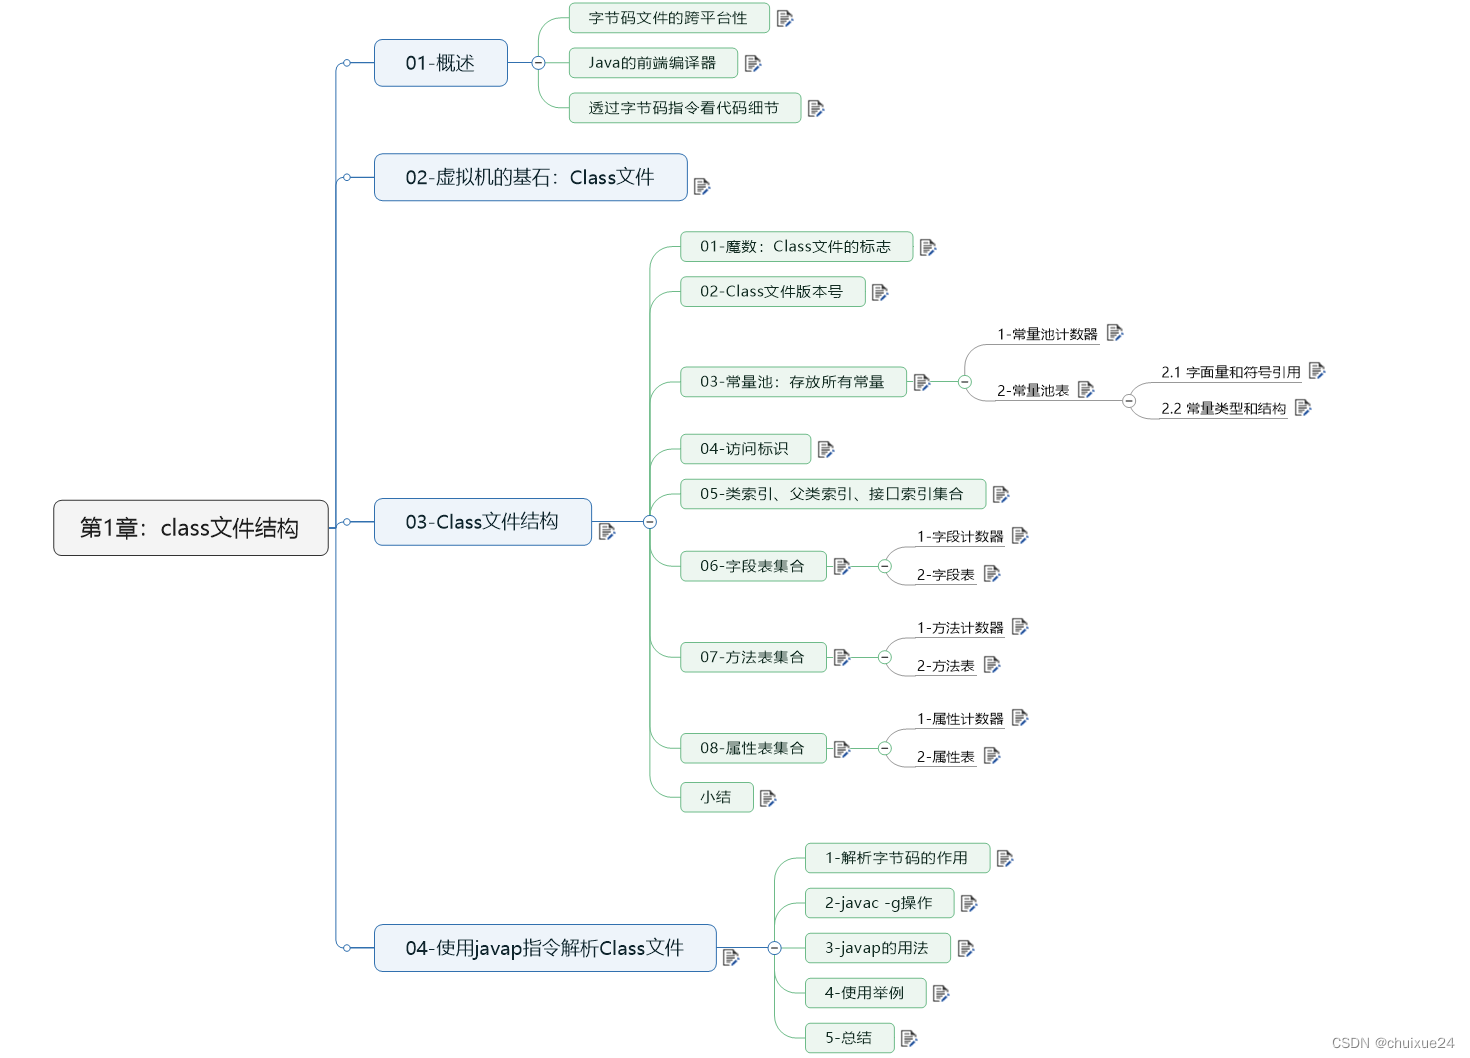 第1章：class文件结构
01-概述
字节码文件的跨平台性
Java的前端编译器
透过字节码指令看代码细节
02-虚拟机的基石：Class文件
03-Class文件结构
01-魔数：Class文件的标志
02-Class文件版本号
03-常量池：存放所有常量
1-常量池计数器
2-常量池表
2.1 字面量和符号引用
2.2 常量类型和结构
04-访问标识
05-类索引、父类索引、接口索引集合
06-字段表集合
1-字段计数器
2-字段表
07-方法表集合
1-方法计数器
2-方法表
08-属性表集合
1-属性计数器
2-属性表
小结
04-使用javap指令解析Class文件
1-解析字节码的作用
2-javac -g操作
3-javap的用法
4-使用举例
5-总结
CSDN @chuixue24